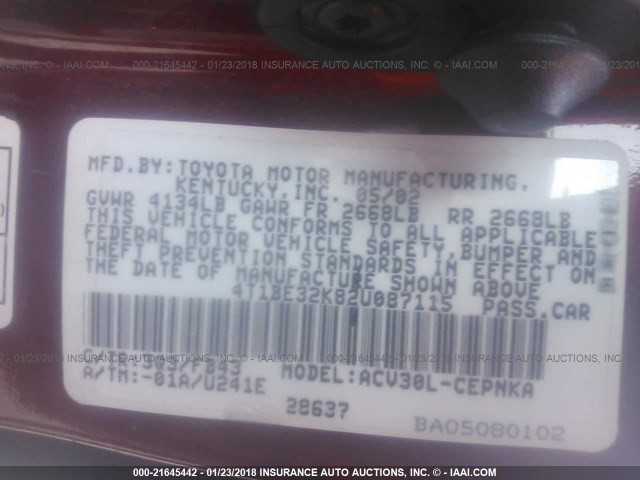 000-21645442 - 01/23/2018 - INSURANCE AUTO AUCTIONS, INC. - © - IAAI.COM
MFD.BY:TOYOTA MOTOR MANUFACTURING,
KENTUCKY,INC. 05/02
GVWR 4134LB GAWR FR 2668LB RR 2668LB
THIS VEHICLE CONFORMS TO ALL APPLICABLE
FEDERAL MOTOR VEHICLE SAFETY,BUMPER AND
THEFT PREVENTION STANDARDS IN EFFECT ON
THE DATE OF MANUFACTURE SHOWN ABOVE
4T1BE32K82U087115 PASS.CAR
C/TR:3Q3/FB43 MODEL:ACV30L-CEPNKA
A/TM:-01A/U241E
28637
BA05080102
000-21645442 - 01/23/2018 - INSURANCE AUTO AUCTIONS, INC. - © - IAAI.COM